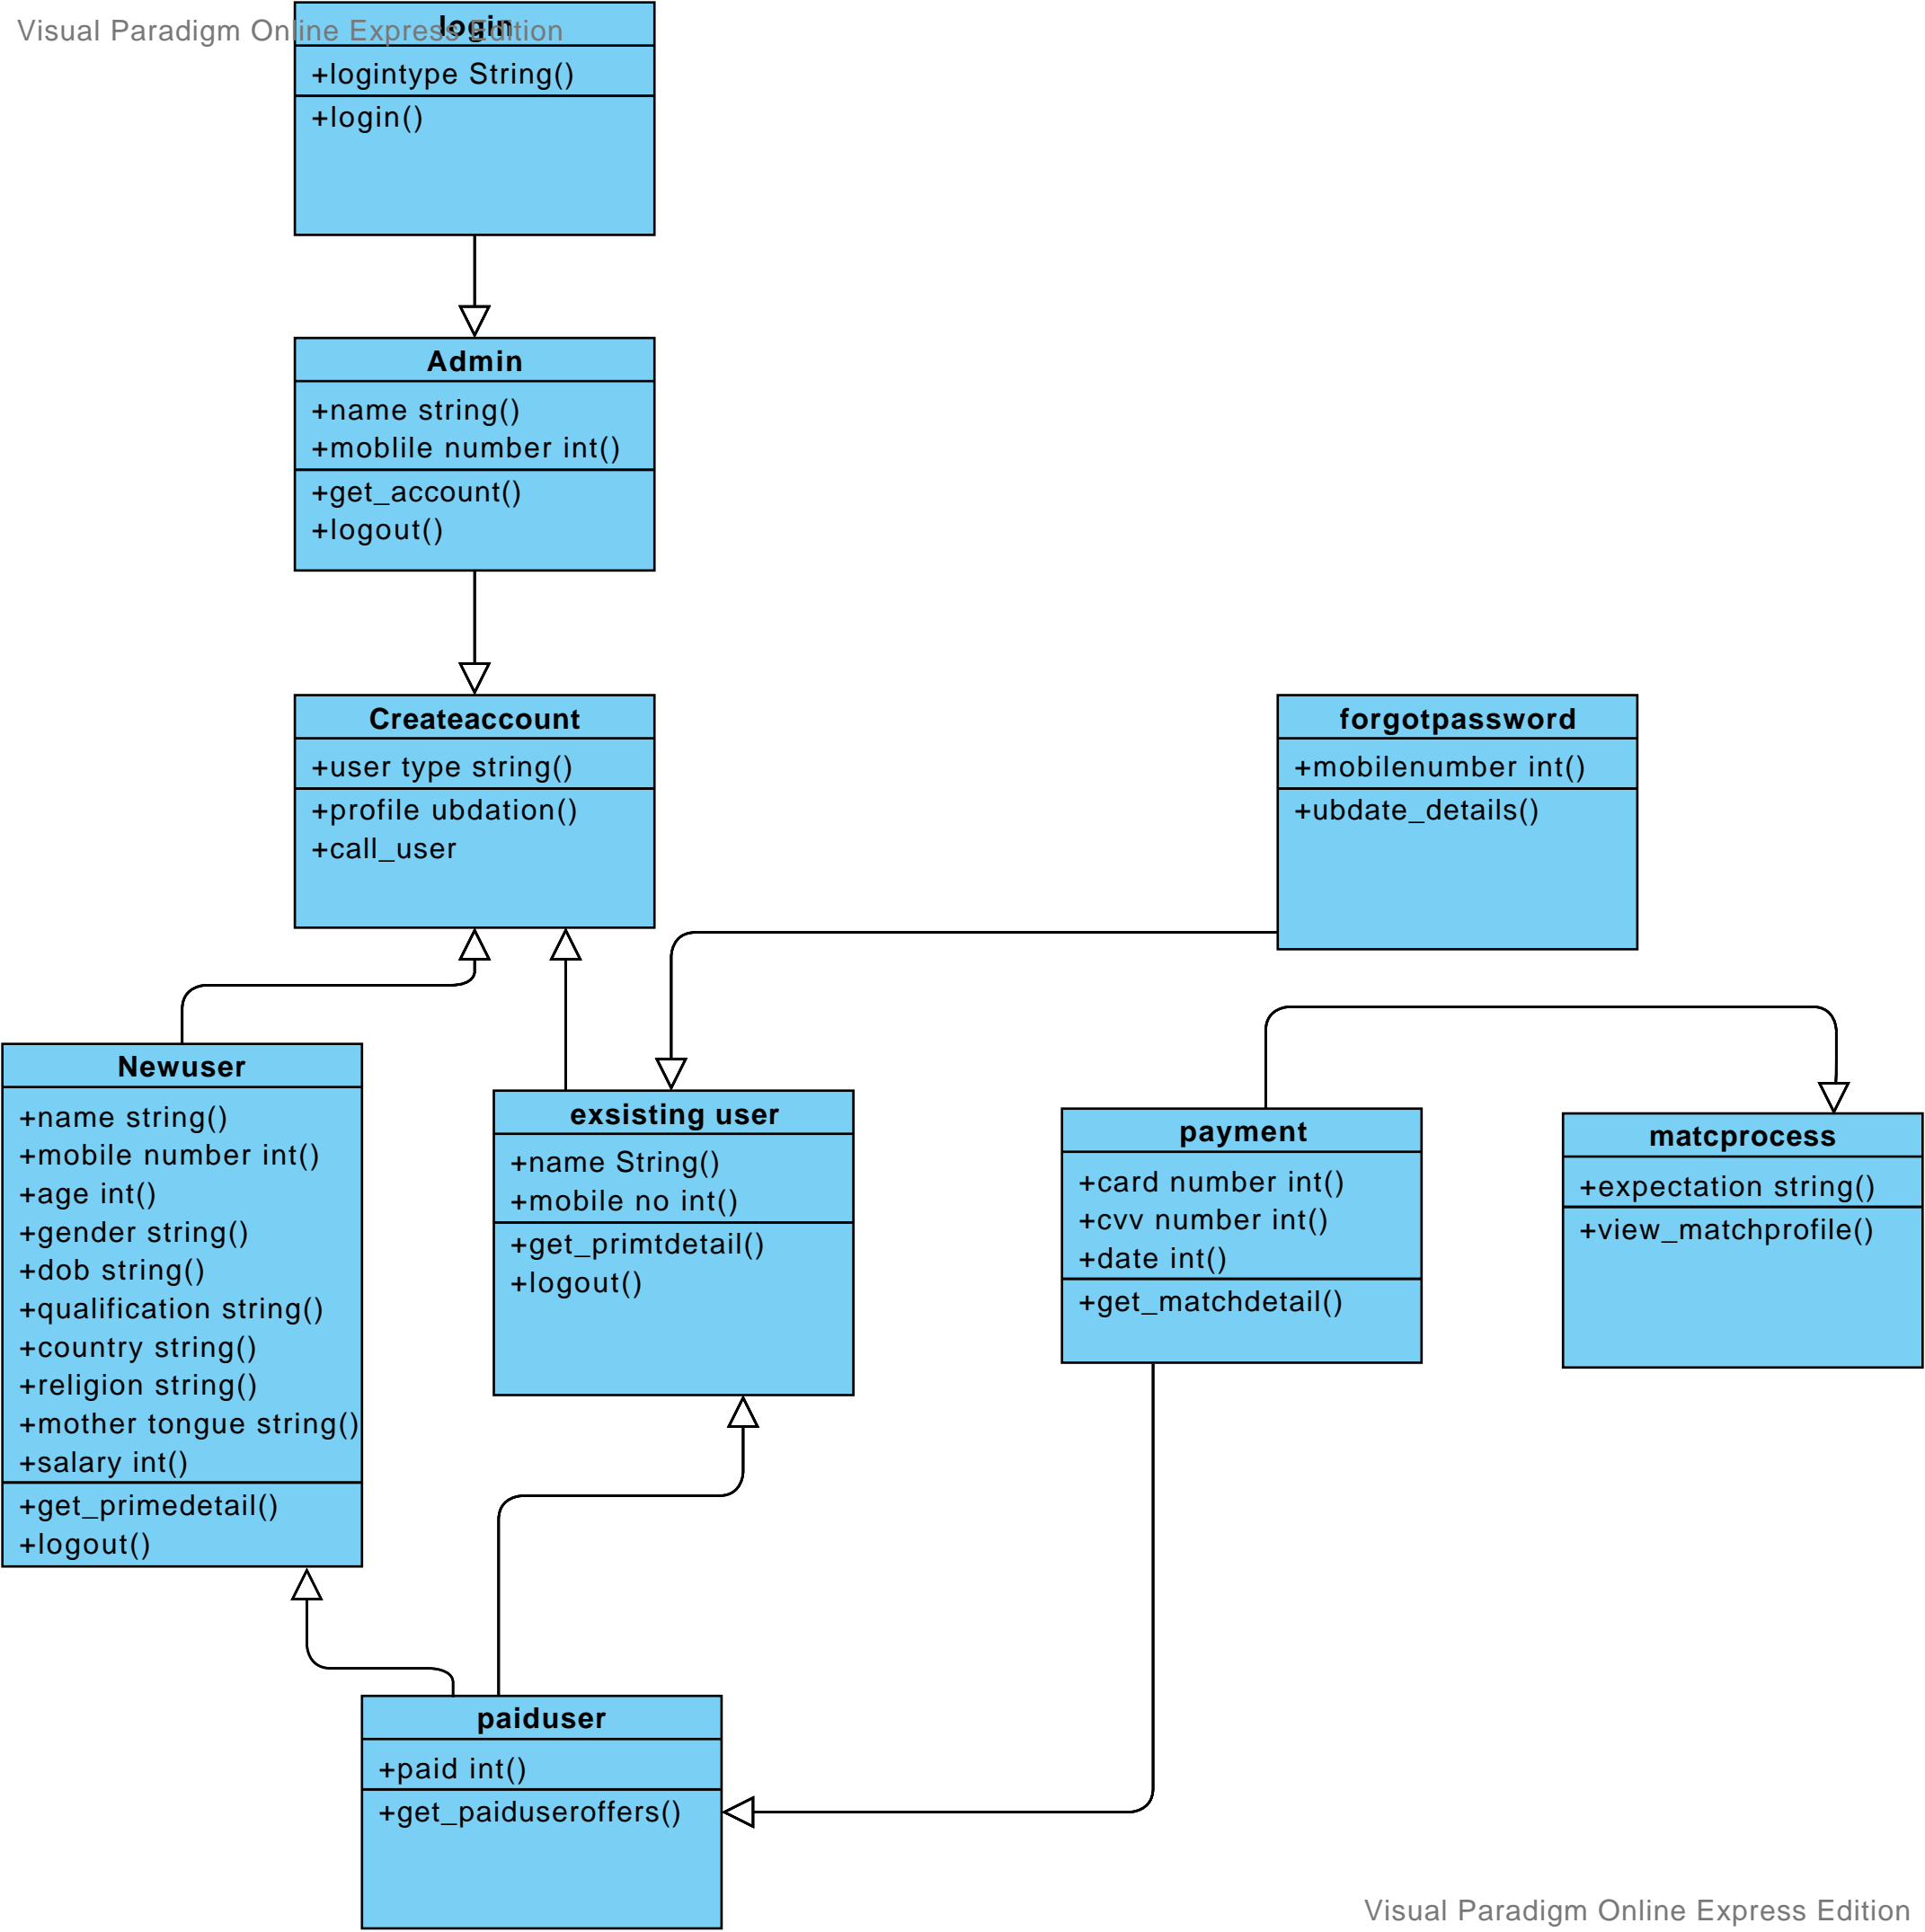 Visual Paradigm Online Express Edition
login
+logintype String()
+login()
Admin
+name string()
+moblile number int()
+get_account()
+logout()
Createaccount
+user type string()
+profile ubdation()
+call_user
forgotpassword
+mobilenumber int()
+ubdate_details()
Newuser
+name string()
+mobile number int()
+age int()
+gender string()
+dob string()
+qualification string()
+country string()
+religion string()
+mother tongue string()
+salary int()
+get_primedetail()
+logout()
exsisting user
+name String()
+mobile no int()
+get_primtdetail()
+logout()
payment
+card number int()
+cvv number int()
+date int()
+get_matchdetail()
matcprocess
+expectation string()
+view_matchprofile()
paiduser
+paid int()
+get_paiduseroffers()
Visual Paradigm Online Express Edition